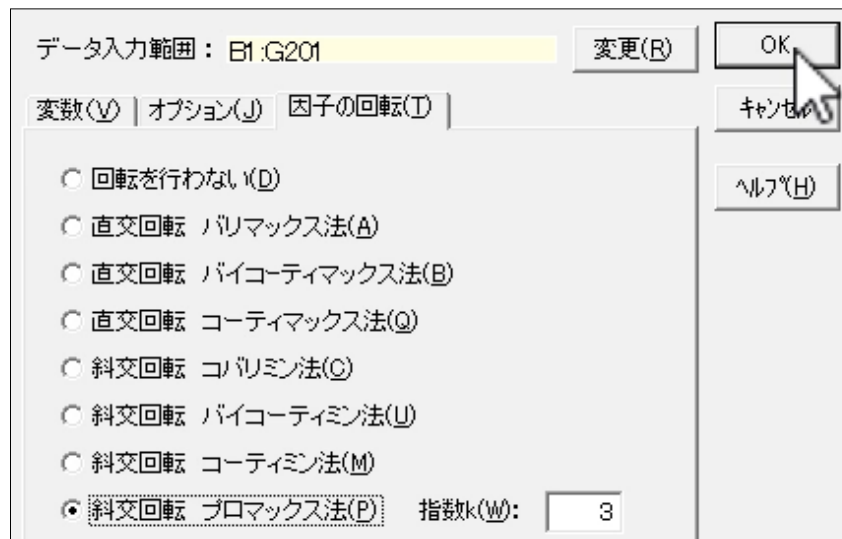 データ入力範囲： B1:G201 変更(R) OK
変数(V) オプション(J) 因子の回転(T) キャンセル
回転を行わない(D) ヘルプ(H)
直交回転 バリマックス法(A)
直交回転 バイコーティマックス法(B)
直交回転 コーティマックス法(Q)
斜交回転 コバリミン法(C)
斜交回転 バイコーティミン法(U)
斜交回転 コーティミン法(M)
斜交回転 プロマックス法(P) 指数k(W): 3